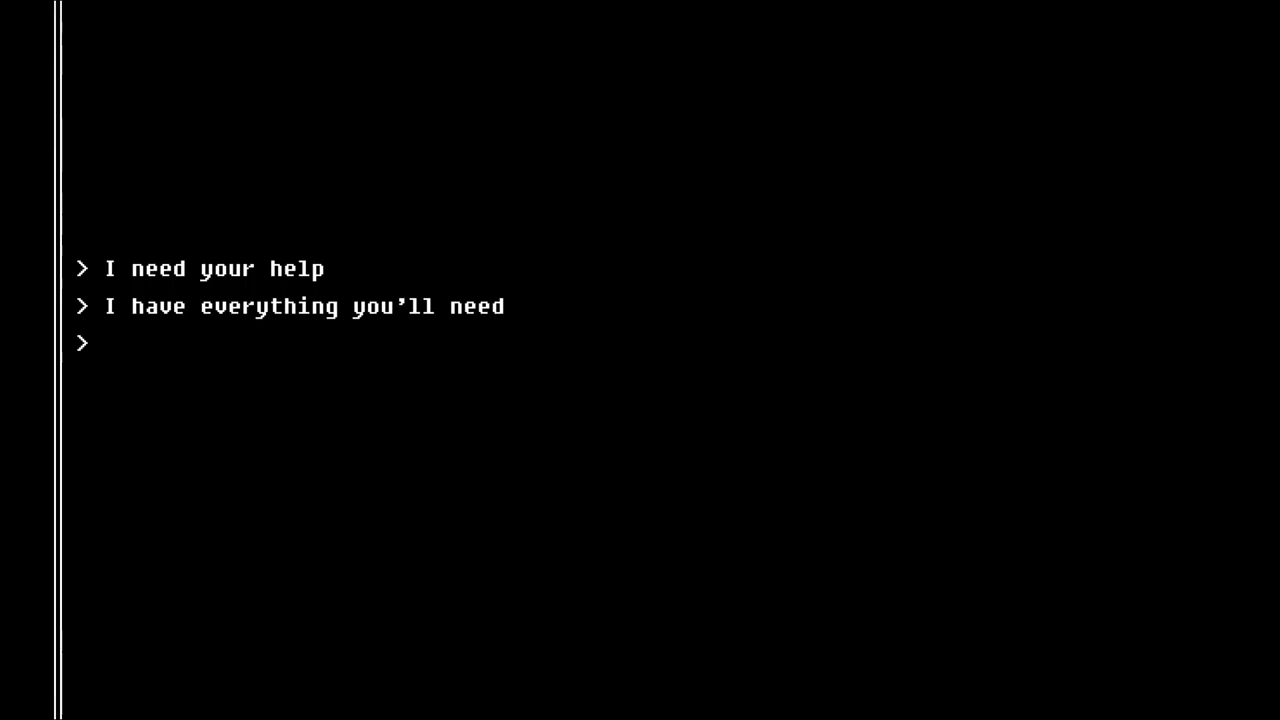 > I need your help
> I have everything you’ll need
>